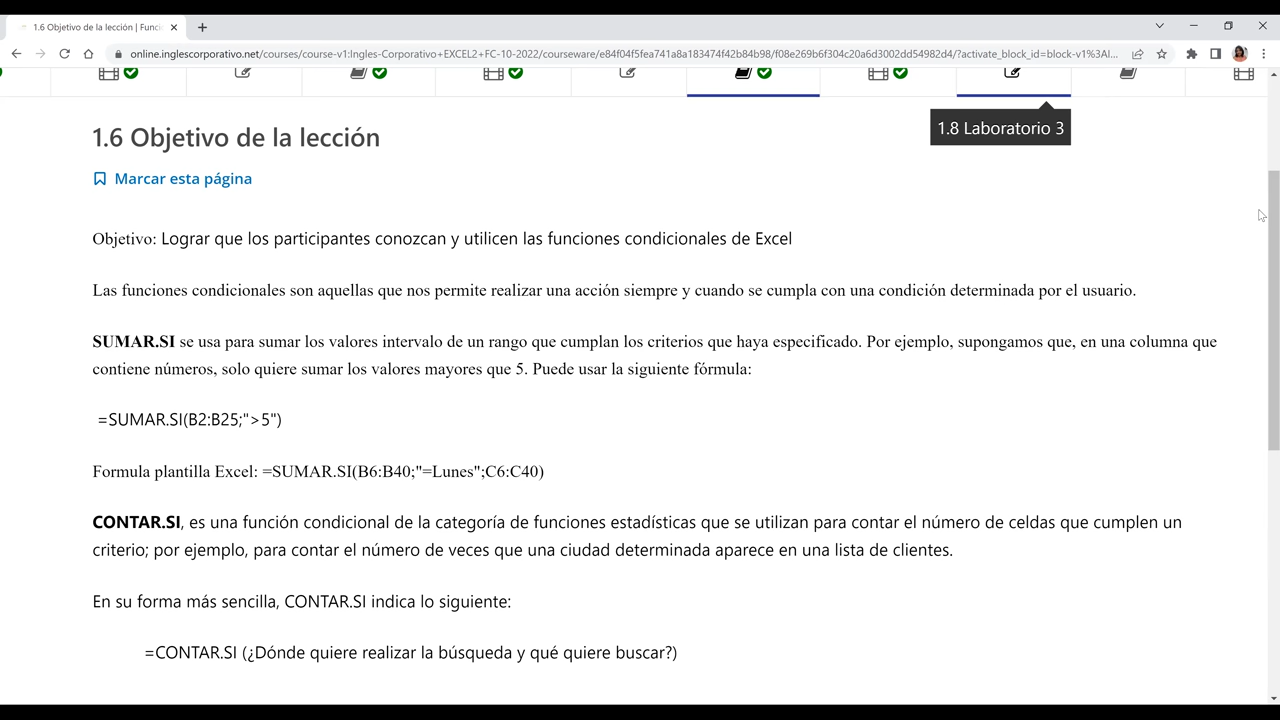 1.6 Objetivo de la lección | Func
online.inglescorporativo.net/courses/course-v1:Ingles-Corporativo+EXCEL2+FC-10-2022/courseware/e84f04f5fea741a8a183474f42b84b98/f08e269b6f304c20a6d3002dd54982d4/?activate_block_id=block-v1%3AI...
1.8 Laboratorio 3
1.6 Objetivo de la lección
Marcar esta página
Objetivo: Lograr que los participantes conozcan y utilicen las funciones condicionales de Excel
Las funciones condicionales son aquellas que nos permite realizar una acción siempre y cuando se cumpla con una condición determinada por el usuario.
SUMAR.SI se usa para sumar los valores intervalo de un rango que cumplan los criterios que haya especificado. Por ejemplo, supongamos que, en una columna que
contiene números, solo quiere sumar los valores mayores que 5. Puede usar la siguiente fórmula:
=SUMAR.SI(B2:B25;">5")
Formula plantilla Excel: =SUMAR.SI(B6:B40;"=Lunes";C6:C40)
CONTAR.SI, es una función condicional de la categoría de funciones estadísticas que se utilizan para contar el número de celdas que cumplen un
criterio; por ejemplo, para contar el número de veces que una ciudad determinada aparece en una lista de clientes.
En su forma más sencilla, CONTAR.SI indica lo siguiente:
=CONTAR.SI (¿Dónde quiere realizar la búsqueda y qué quiere buscar?)